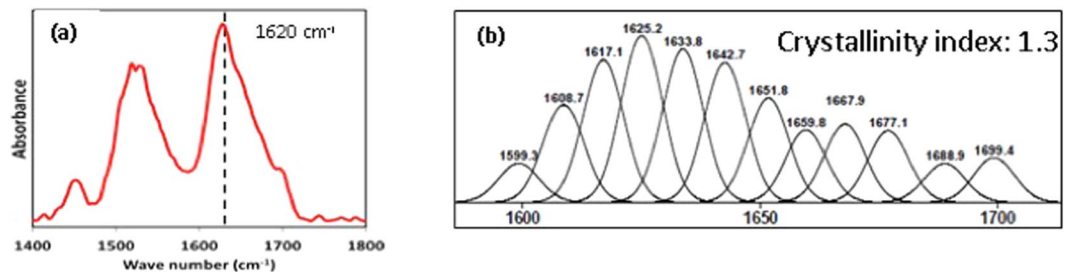 (a)
1620 cm⁻¹
Absorbance
1400 1500 1600 1700 1800
Wave number (cm⁻¹)
(b)
Crystallinity index: 1.3
1625.2
1633.8
1617.1
1642.7
1608.7
1651.8
1667.9
1659.8
1677.1
1599.3
1688.9
1699.4
1600 1650 1700